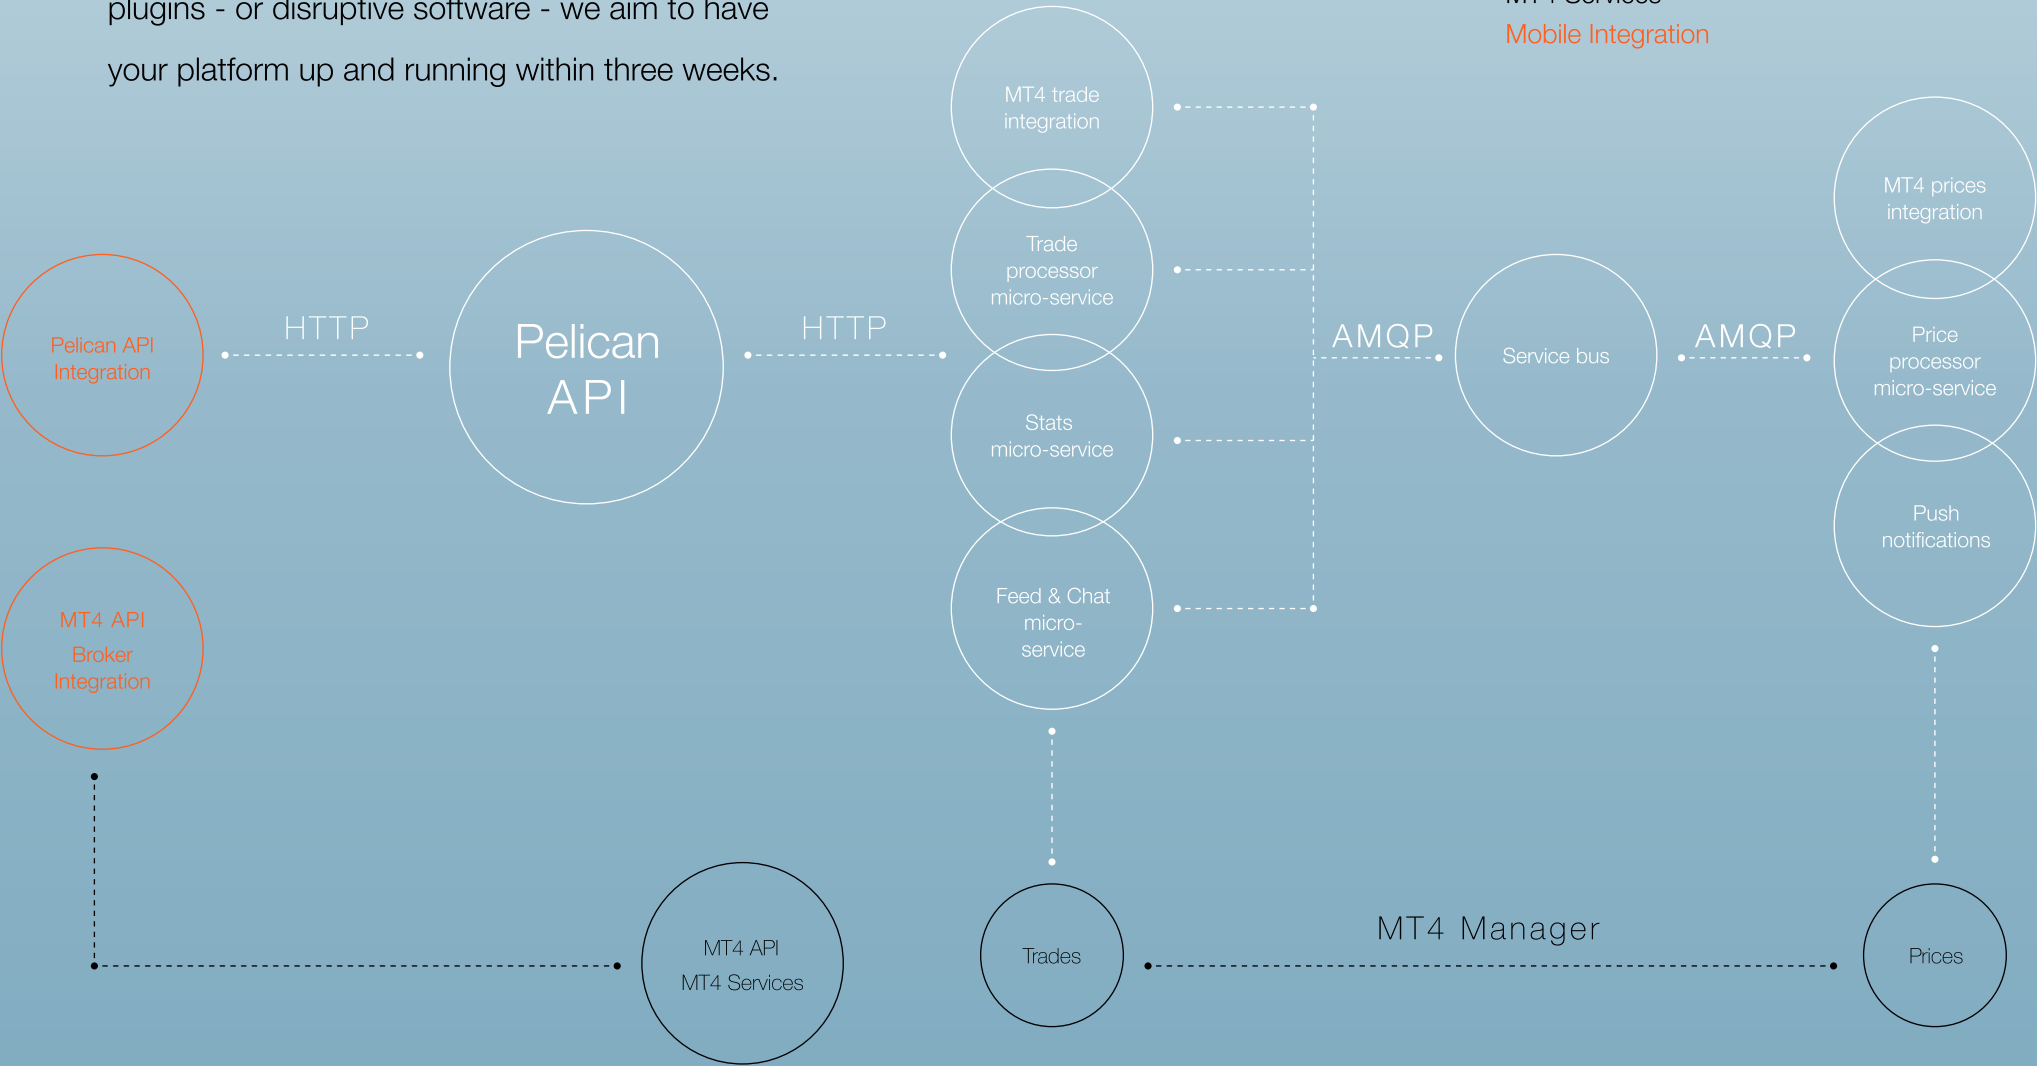 plugins - or disruptive software - we aim to have
your platform up and running within three weeks.
MT4 Services
Mobile Integration
MT4 trade
integration
Trade
processor
micro-service
Stats
micro-service
Feed & Chat
micro-
service
MT4 prices
integration
Price
processor
micro-service
Push
notifications
Pelican API
Integration
HTTP
Pelican
API
HTTP
AMQP
Service bus
AMQP
MT4 API
Broker
Integration
MT4 API
MT4 Services
Trades
MT4 Manager
Prices